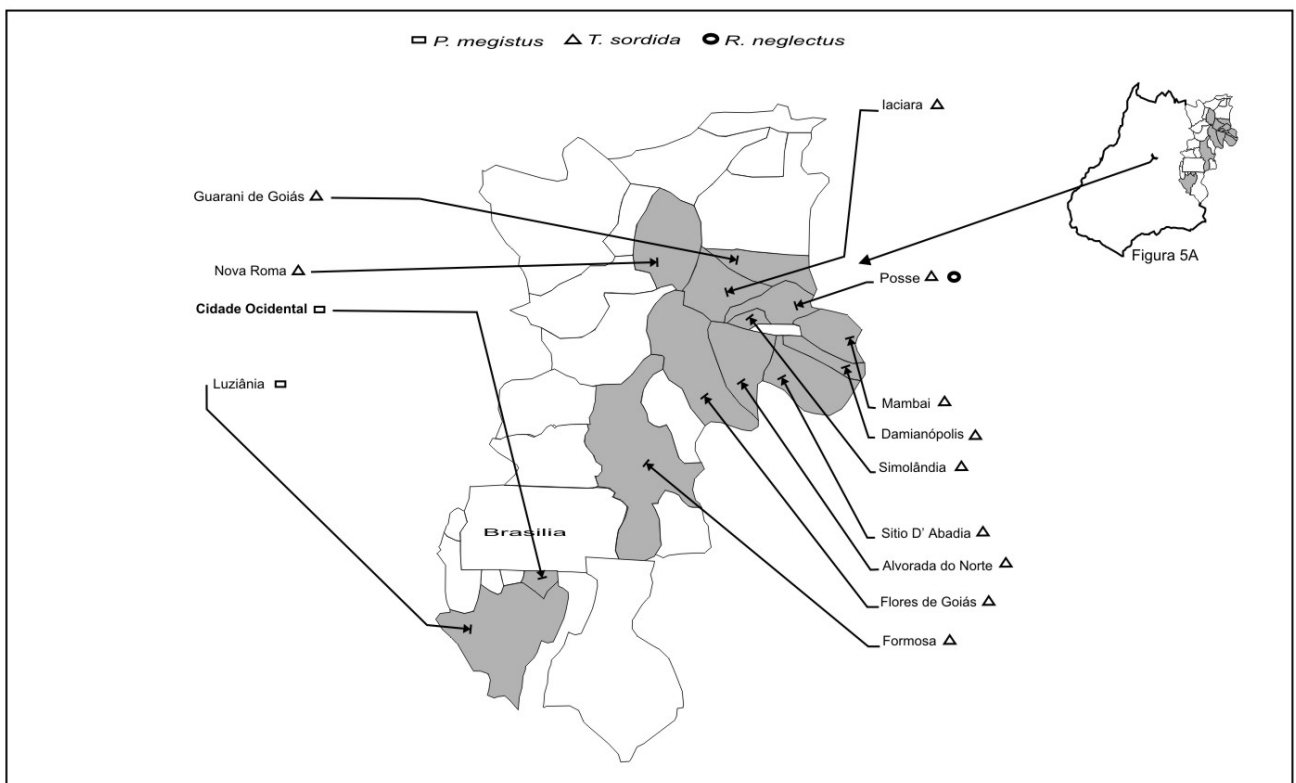 P. megistus T. sordida R. neglectus
Iaciara
Guarani de Goiás
Nova Roma
Figura 5A
Posse
Cidade Ocidental
Luziânia
Mambai
Damianópolis
Simolândia
Brasilia
Sitio D' Abadia
Alvorada do Norte
Flores de Goiás
Formosa